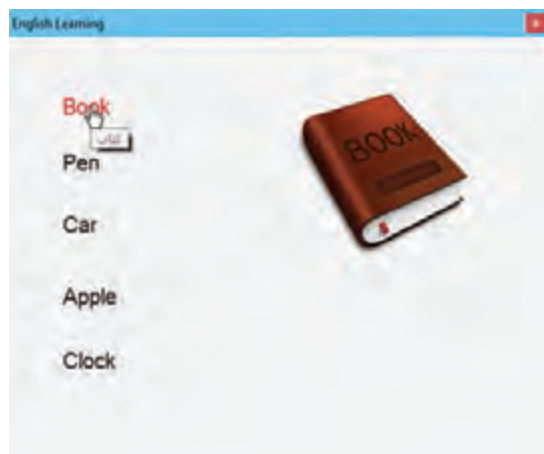 English Learning
Book
BOOK
کتاب
Pen
Car
Apple
Clock